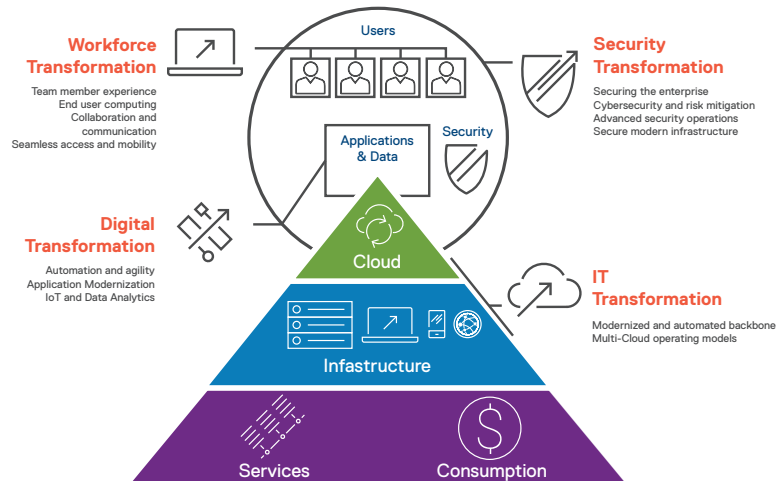 Workforce
Transformation
Team member experience
End user computing
Collaboration and
communication
Seamless access and mobility
Users
Security
Transformation
Securing the enterprise
Cybersecurity and risk mitigation
Advanced security operations
Secure modern infrastructure
Applications
& Data
Security
Digital
Transformation
Automation and agility
Application Modernization
IoT and Data Analytics
Cloud
IT
Transformation
Modernized and automated backbone
Multi-Cloud operating models
Infastructure
Services
Consumption